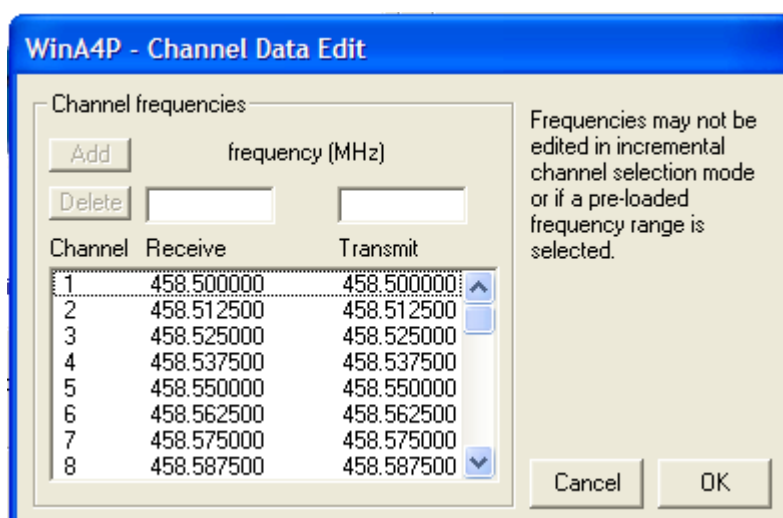 WinA4P - Channel Data Edit
Channel frequencies
Add
frequency (MHz)
Delete
Channel Receive Transmit
1 458.500000 458.500000
2 458.512500 458.512500
3 458.525000 458.525000
4 458.537500 458.537500
5 458.550000 458.550000
6 458.562500 458.562500
7 458.575000 458.575000
8 458.587500 458.587500
Frequencies may not be
edited in incremental
channel selection mode
or if a pre-loaded
frequency range is
selected.
Cancel
OK